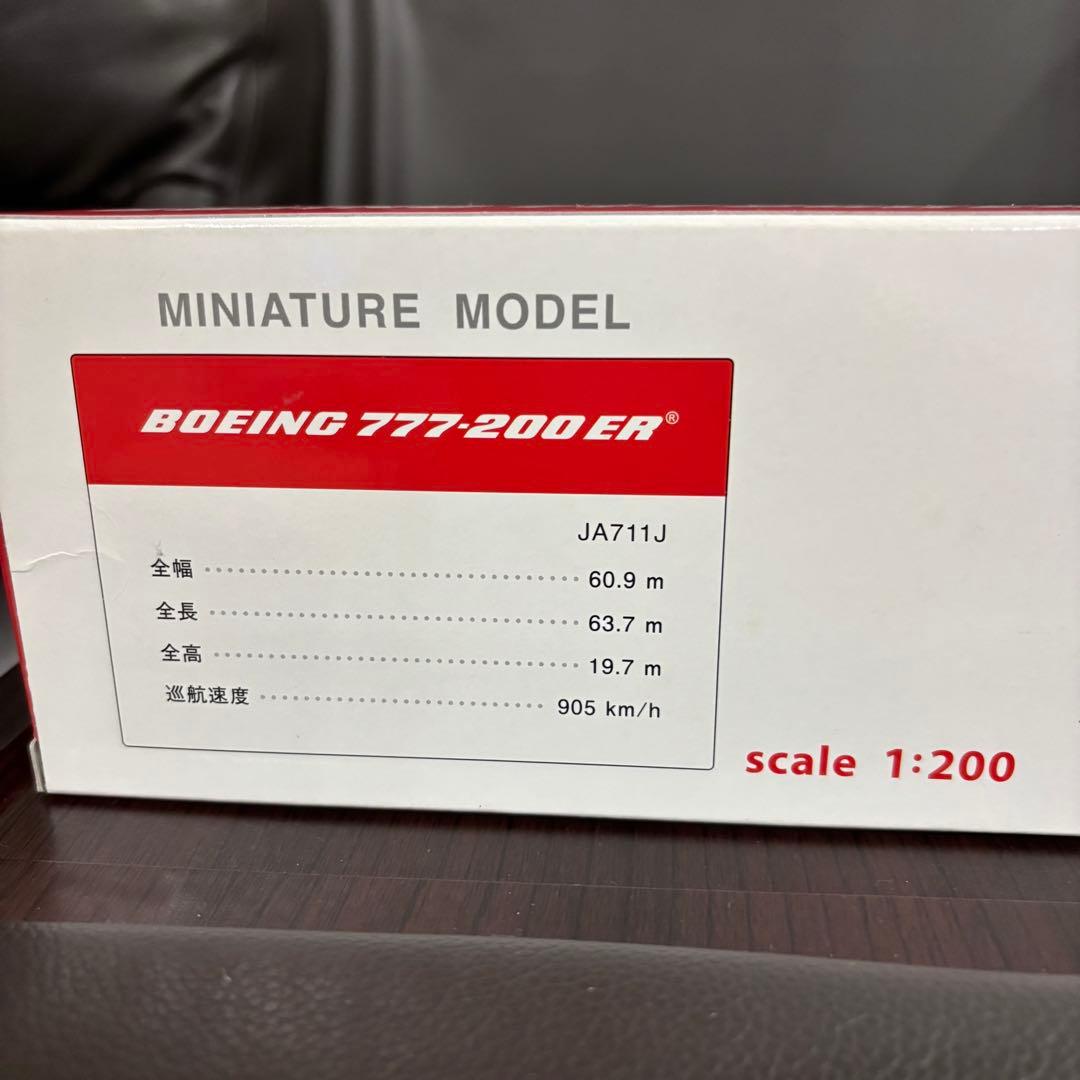 MINIATURE MODEL
BOEING 777-200ER®
JA711J
全幅 60.9 m
全長 63.7 m
全高 19.7 m
巡航速度 905 km/h
scale 1:200